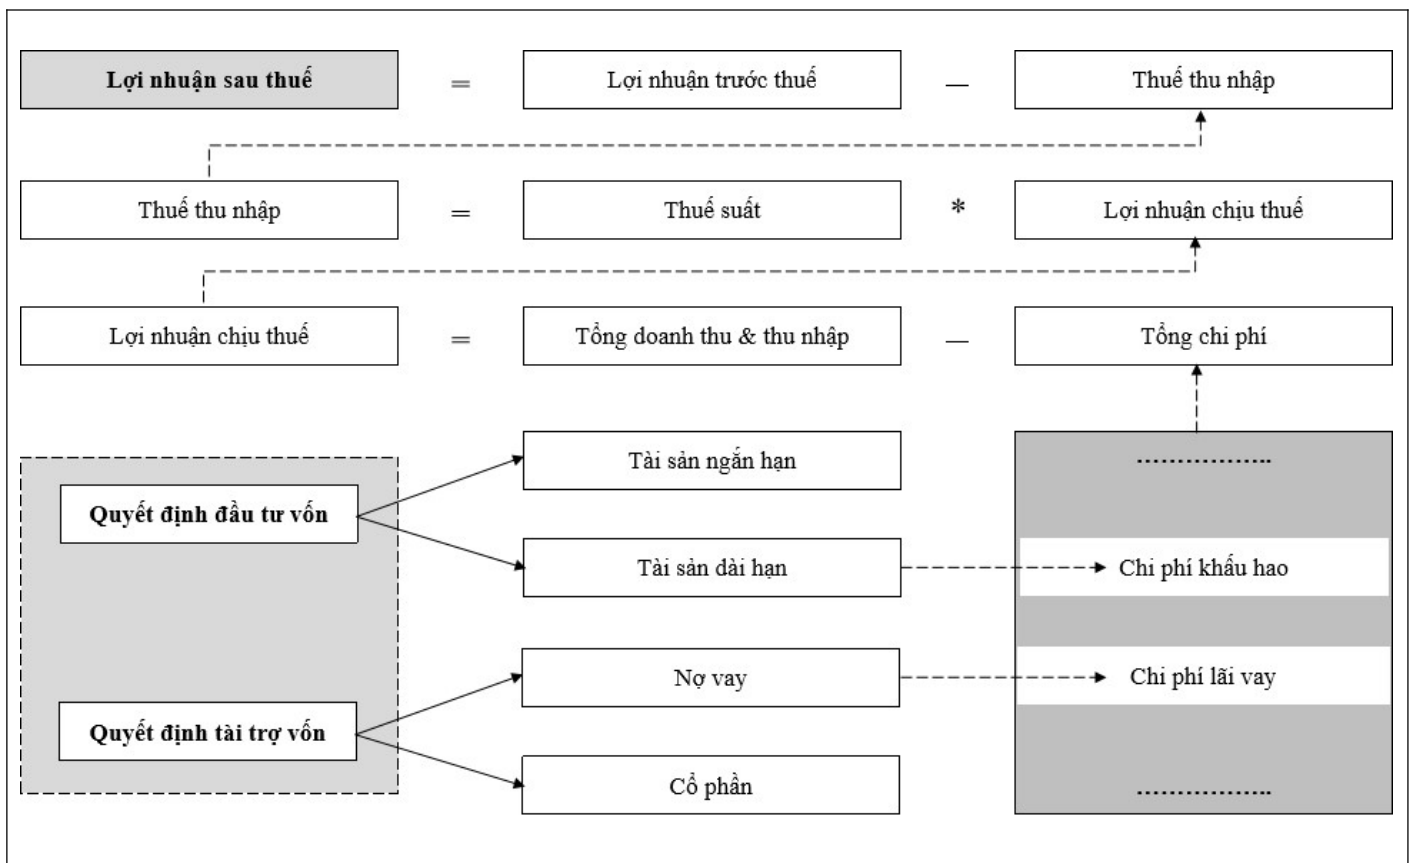 Lợi nhuận sau thuế = Lợi nhuận trước thuế — Thuế thu nhập
Thuế thu nhập = Thuế suất * Lợi nhuận chịu thuế
Lợi nhuận chịu thuế = Tổng doanh thu & thu nhập — Tổng chi phí
Tài sản ngắn hạn
……………..
Quyết định đầu tư vốn
Tài sản dài hạn
Chi phí khấu hao
Nợ vay
Chi phí lãi vay
Quyết định tài trợ vốn
Cổ phần
……………..